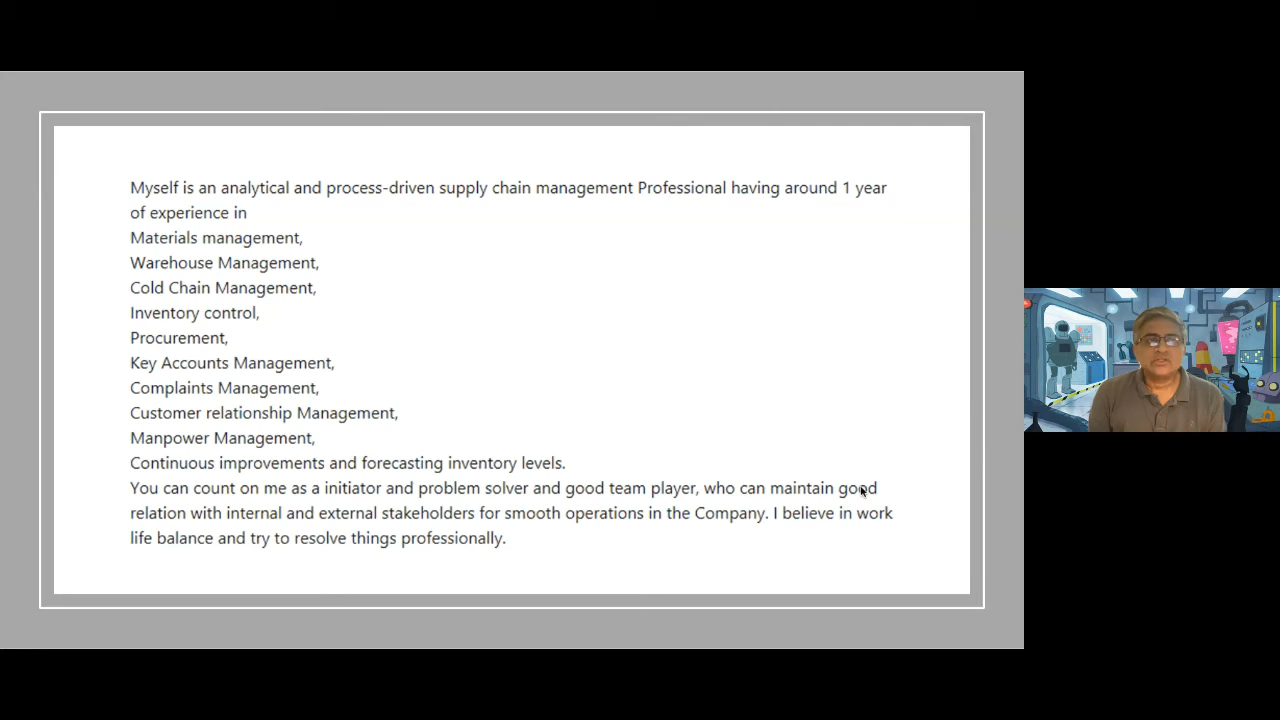 Myself is an analytical and process-driven supply chain management Professional having around 1 year
of experience in
Materials management,
Warehouse Management,
Cold Chain Management,
Inventory control,
Procurement,
Key Accounts Management,
Complaints Management,
Customer relationship Management,
Manpower Management,
Continuous improvements and forecasting inventory levels.
You can count on me as a initiator and problem solver and good team player, who can maintain good
relation with internal and external stakeholders for smooth operations in the Company. I believe in work
life balance and try to resolve things professionally.